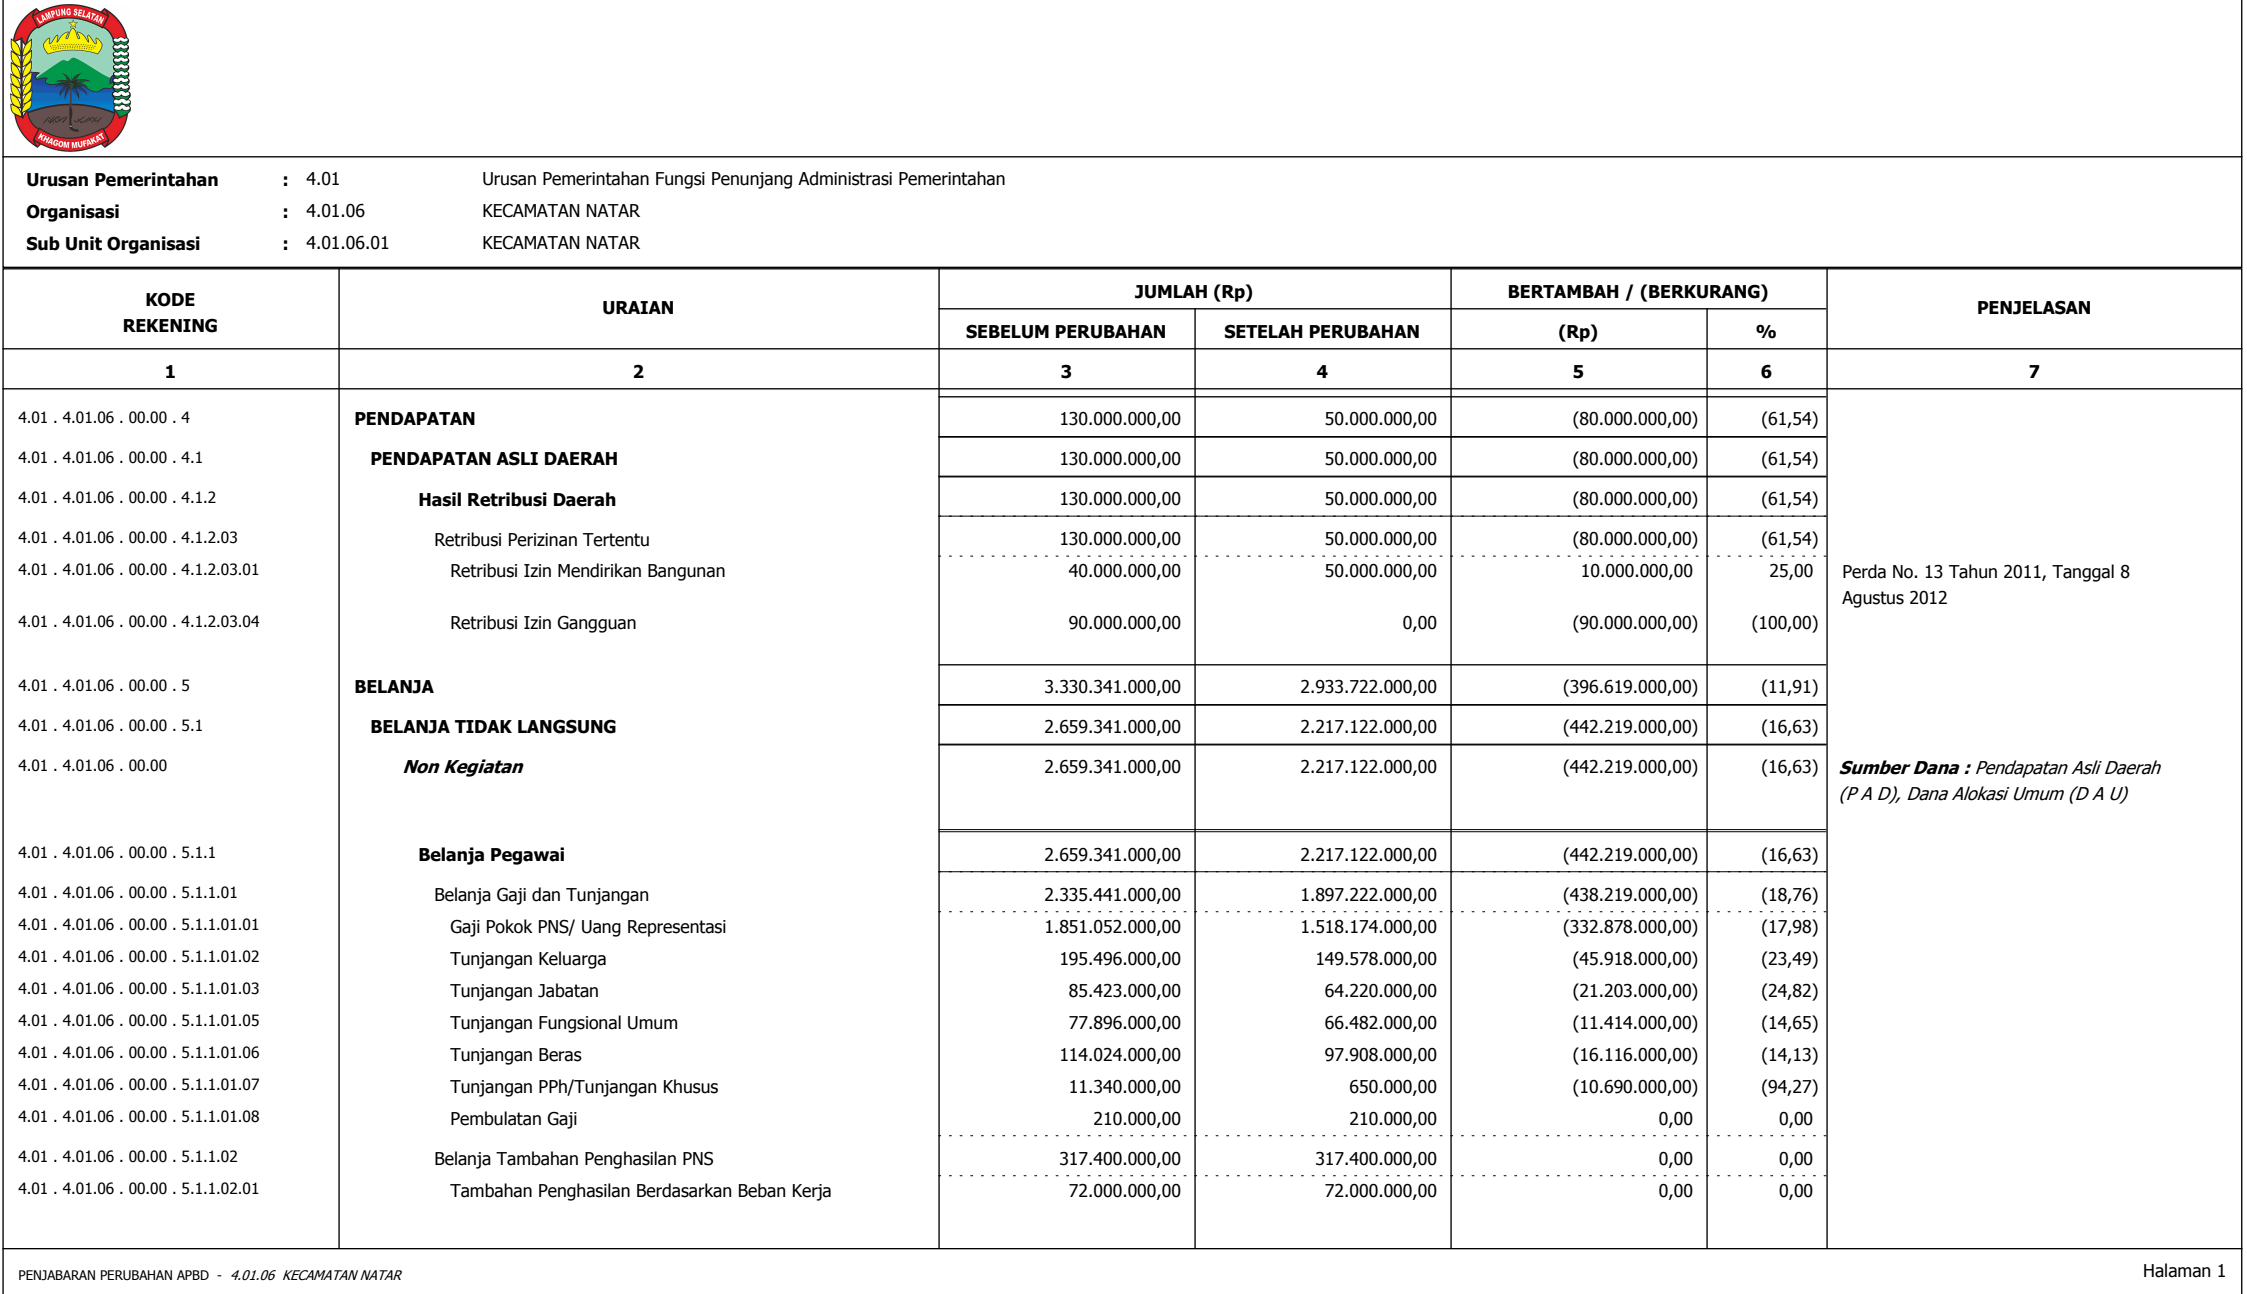 LAMPUNG SELATAN
KHAGOM MUFAKAT
Urusan Pemerintahan : 4.01 Urusan Pemerintahan Fungsi Penunjang Administrasi Pemerintahan
Organisasi : 4.01.06 KECAMATAN NATAR
Sub Unit Organisasi : 4.01.06.01 KECAMATAN NATAR
KODE REKENING URAIAN JUMLAH (Rp) BERTAMBAH / (BERKURANG) PENJELASAN
SEBELUM PERUBAHAN SETELAH PERUBAHAN (Rp) %
1 2 3 4 5 6 7
4.01 . 4.01.06 . 00.00 . 4 PENDAPATAN 130.000.000,00 50.000.000,00 (80.000.000,00) (61,54)
4.01 . 4.01.06 . 00.00 . 4.1 PENDAPATAN ASLI DAERAH 130.000.000,00 50.000.000,00 (80.000.000,00) (61,54)
4.01 . 4.01.06 . 00.00 . 4.1.2 Hasil Retribusi Daerah 130.000.000,00 50.000.000,00 (80.000.000,00) (61,54)
4.01 . 4.01.06 . 00.00 . 4.1.2.03 Retribusi Perizinan Tertentu 130.000.000,00 50.000.000,00 (80.000.000,00) (61,54)
4.01 . 4.01.06 . 00.00 . 4.1.2.03.01 Retribusi Izin Mendirikan Bangunan 40.000.000,00 50.000.000,00 10.000.000,00 25,00 Perda No. 13 Tahun 2011, Tanggal 8
Agustus 2012
4.01 . 4.01.06 . 00.00 . 4.1.2.03.04 Retribusi Izin Gangguan 90.000.000,00 0,00 (90.000.000,00) (100,00)
4.01 . 4.01.06 . 00.00 . 5 BELANJA 3.330.341.000,00 2.933.722.000,00 (396.619.000,00) (11,91)
4.01 . 4.01.06 . 00.00 . 5.1 BELANJA TIDAK LANGSUNG 2.659.341.000,00 2.217.122.000,00 (442.219.000,00) (16,63)
4.01 . 4.01.06 . 00.00 Non Kegiatan 2.659.341.000,00 2.217.122.000,00 (442.219.000,00) (16,63) Sumber Dana : Pendapatan Asli Daerah
(P A D), Dana Alokasi Umum (D A U)
4.01 . 4.01.06 . 00.00 . 5.1.1 Belanja Pegawai 2.659.341.000,00 2.217.122.000,00 (442.219.000,00) (16,63)
4.01 . 4.01.06 . 00.00 . 5.1.1.01 Belanja Gaji dan Tunjangan 2.335.441.000,00 1.897.222.000,00 (438.219.000,00) (18,76)
4.01 . 4.01.06 . 00.00 . 5.1.1.01.01 Gaji Pokok PNS/ Uang Representasi 1.851.052.000,00 1.518.174.000,00 (332.878.000,00) (17,98)
4.01 . 4.01.06 . 00.00 . 5.1.1.01.02 Tunjangan Keluarga 195.496.000,00 149.578.000,00 (45.918.000,00) (23,49)
4.01 . 4.01.06 . 00.00 . 5.1.1.01.03 Tunjangan Jabatan 85.423.000,00 64.220.000,00 (21.203.000,00) (24,82)
4.01 . 4.01.06 . 00.00 . 5.1.1.01.05 Tunjangan Fungsional Umum 77.896.000,00 66.482.000,00 (11.414.000,00) (14,65)
4.01 . 4.01.06 . 00.00 . 5.1.1.01.06 Tunjangan Beras 114.024.000,00 97.908.000,00 (16.116.000,00) (14,13)
4.01 . 4.01.06 . 00.00 . 5.1.1.01.07 Tunjangan PPh/Tunjangan Khusus 11.340.000,00 650.000,00 (10.690.000,00) (94,27)
4.01 . 4.01.06 . 00.00 . 5.1.1.01.08 Pembulatan Gaji 210.000,00 210.000,00 0,00 0,00
4.01 . 4.01.06 . 00.00 . 5.1.1.02 Belanja Tambahan Penghasilan PNS 317.400.000,00 317.400.000,00 0,00 0,00
4.01 . 4.01.06 . 00.00 . 5.1.1.02.01 Tambahan Penghasilan Berdasarkan Beban Kerja 72.000.000,00 72.000.000,00 0,00 0,00
PENJABARAN PERUBAHAN APBD - 4.01.06 KECAMATAN NATAR Halaman 1